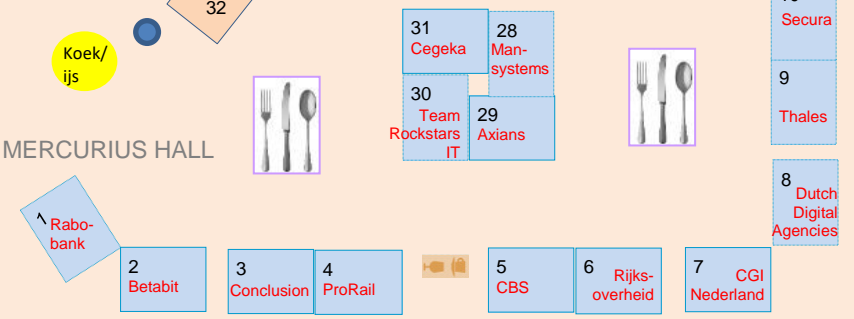 32
Koek/
ijs
MERCURIUS HALL
31
Cegeka
28
Man-
systems
30
Team
Rockstars
IT
29
Axians
Secura
9
Thales
8
Dutch
Digital
Agencies
1
Rabo-
bank
2
Betabit
3
Conclusion
4
ProRail
5
CBS
6
Rijks-
overheid
7
CGI
Nederland